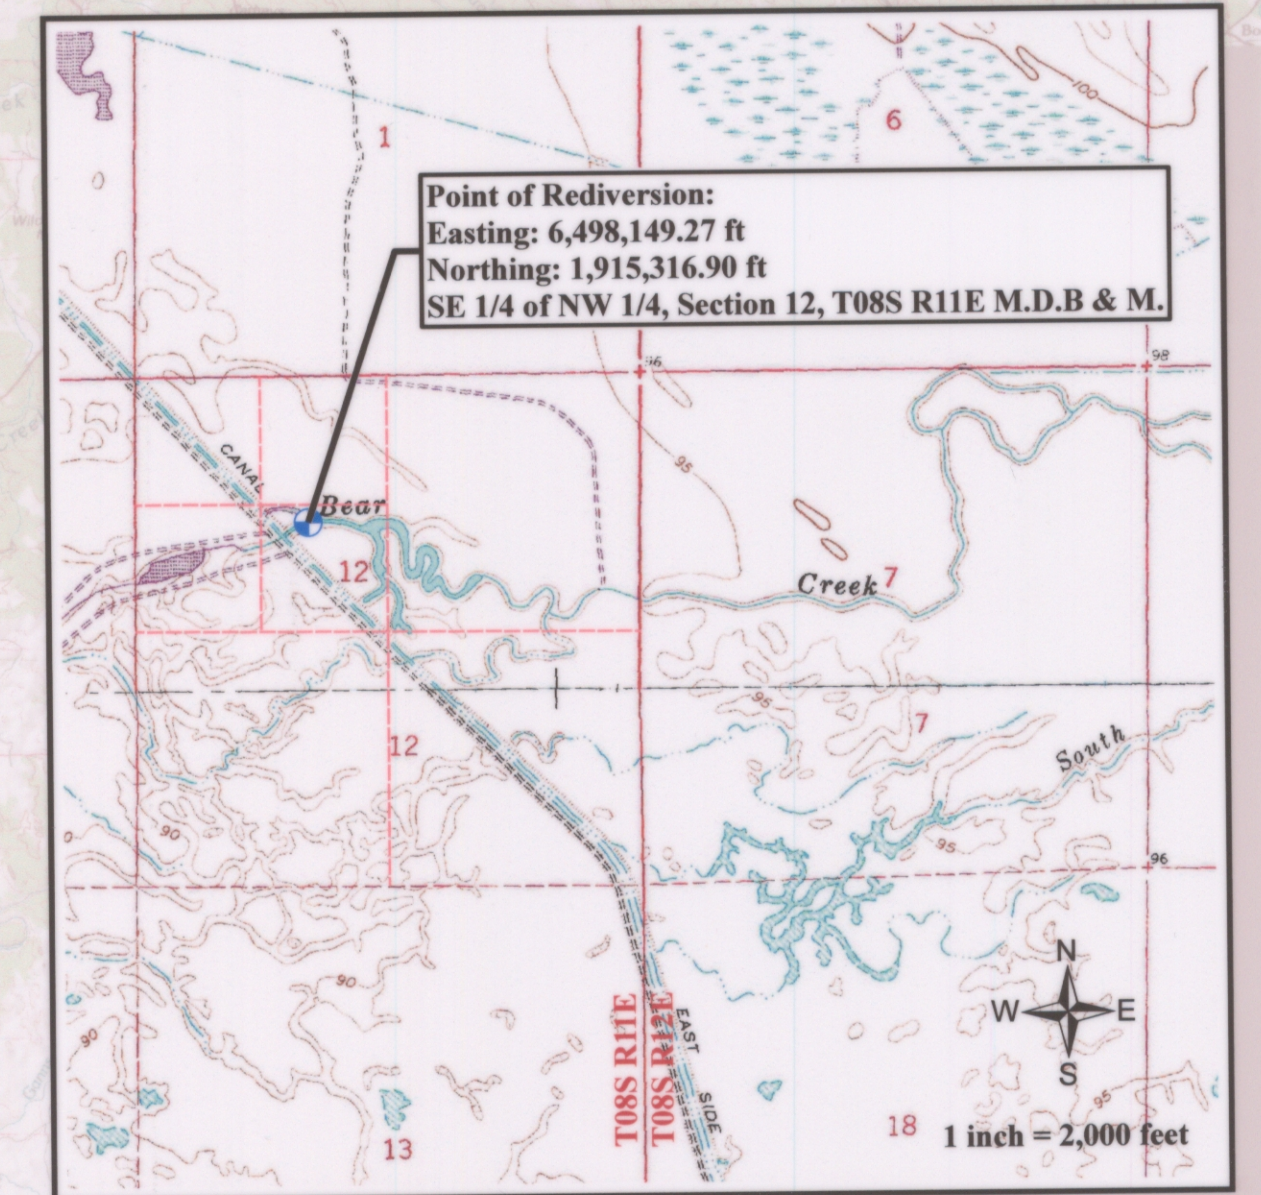 1
6
100
Point of Rediversion:
Easting: 6,498,149.27 ft
Northing: 1,915,316.90 ft
SE 1/4 of NW 1/4, Section 12, T08S R11E M.D.B & M.
96
98
95
CANAL
Bear
12
Creek
7
95
12
7
South
90
95
96
90
90
N
W E
S
T08S R11E
T08S R12E
EAST
SIDE
95
13
18
1 inch = 2,000 feet